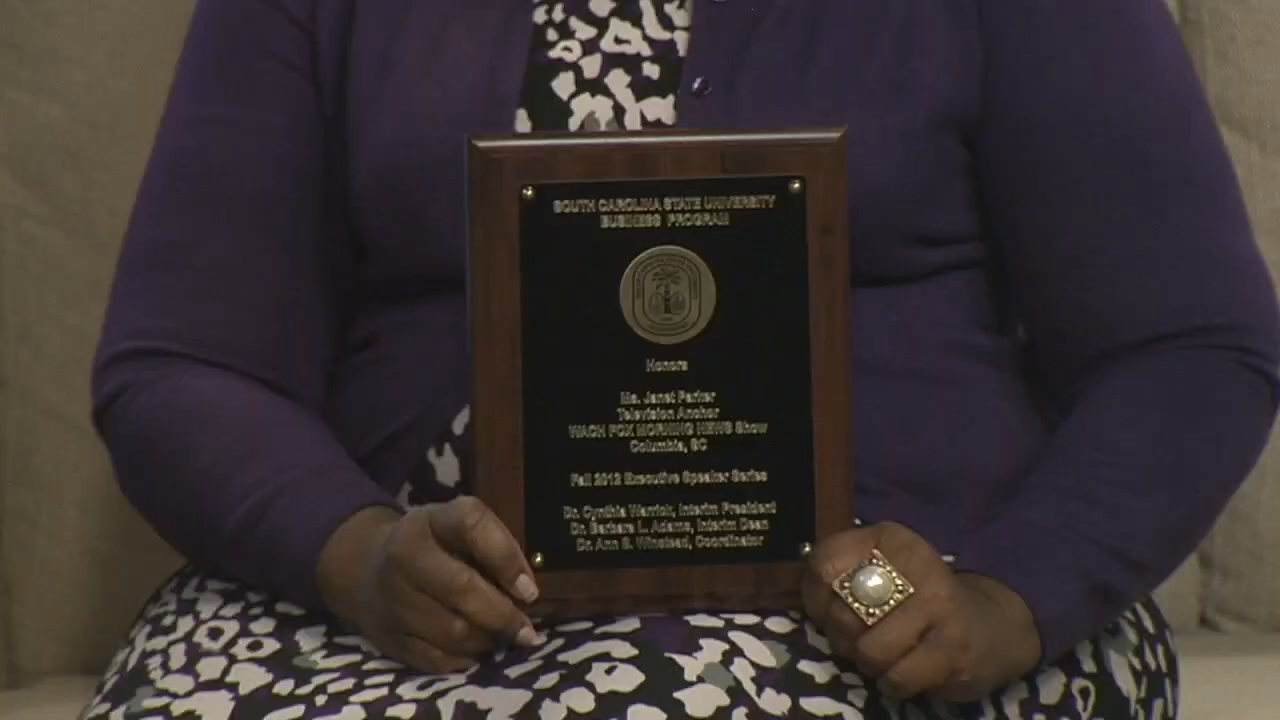 SOUTH CAROLINA STATE UNIVERSITY
BUSINESS PROGRAM
Honors
Ms. Janet Parker
Television Anchor
WACH FOX MORNING NEWS Show
Columbia, SC
Fall 2012 Executive Speaker Series
Dr. Cynthia Warrick, Interim President
Dr. Barbara L. Adams, Interim Dean
Dr. Ann S. Winstead, Coordinator